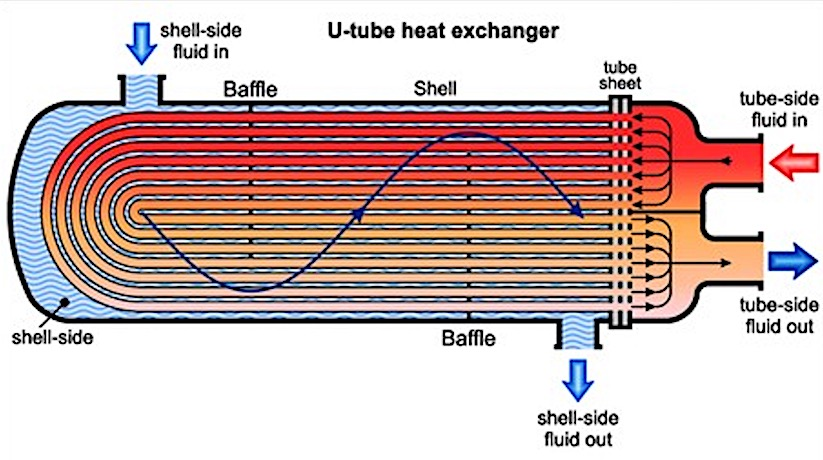 U-tube heat exchanger
shell-side
fluid in
Baffle
Shell
tube
sheet
tube-side
fluid in
tube-side
fluid out
shell-side
Baffle
shell-side
fluid out